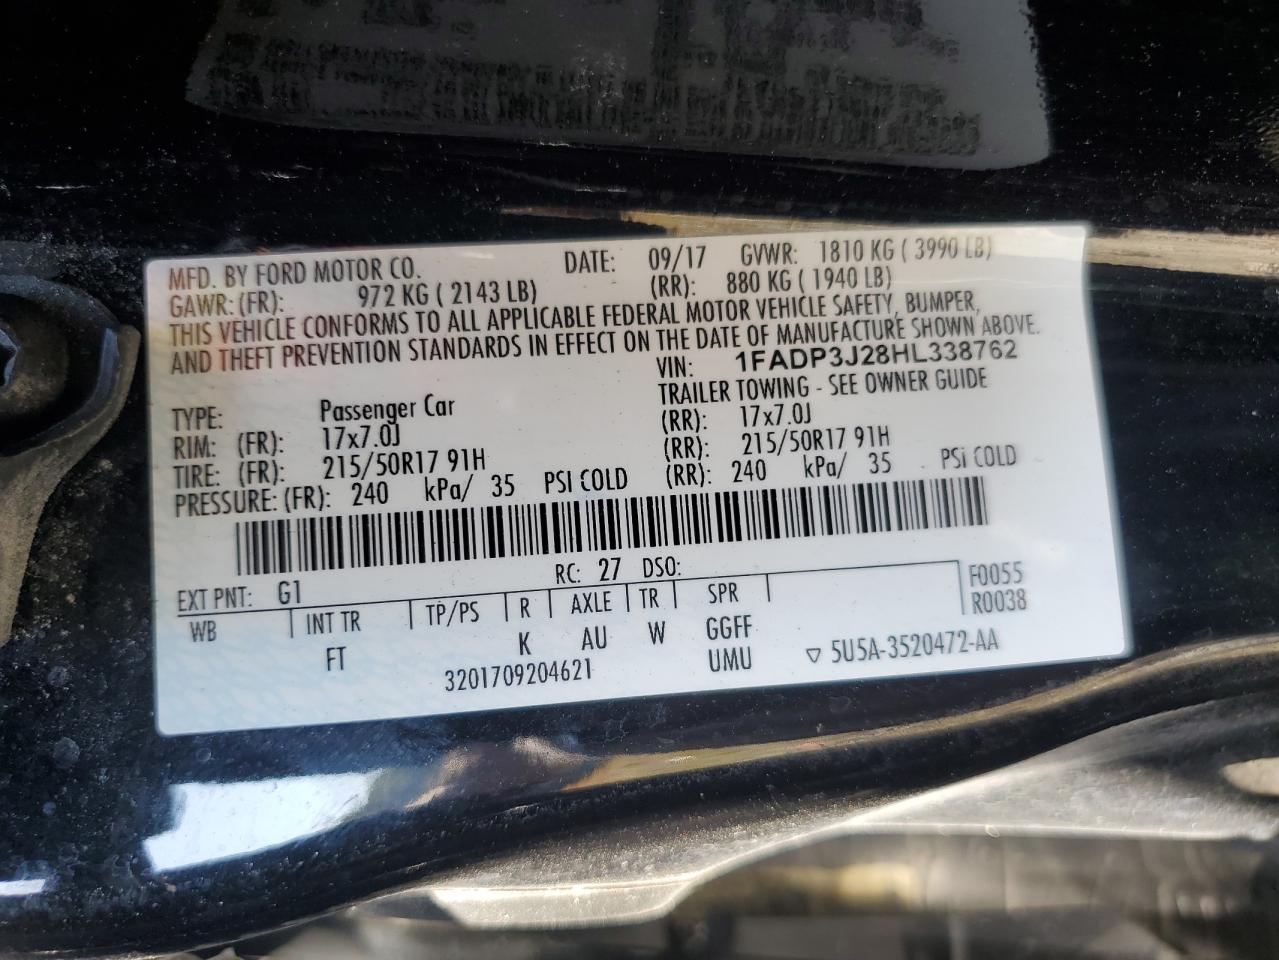 MFD. BY FORD MOTOR CO. DATE: 09/17 GVWR: 1810 KG ( 3990 LB)
GAWR: (FR): 972 KG ( 2143 LB) (RR): 880 KG ( 1940 LB)
THIS VEHICLE CONFORMS TO ALL APPLICABLE FEDERAL MOTOR VEHICLE SAFETY, BUMPER,
AND THEFT PREVENTION STANDARDS IN EFFECT ON THE DATE OF MANUFACTURE SHOWN ABOVE.
VIN: 1FADP3J28HL338762
TRAILER TOWING - SEE OWNER GUIDE
TYPE: Passenger Car
RIM: (FR): 17x7.0J (RR): 17x7.0J
TIRE: (FR): 215/50R17 91H (RR): 215/50R17 91H
PRESSURE: (FR): 240 kPa/ 35 PSI COLD (RR): 240 kPa/ 35 PSI COLD
EXT PNT: G1 RC: 27 DSO: F0055
WB INT TR TP/PS R AXLE TR SPR R0038
FT K AU W GGFF
3201709204621 UMU ▽ 5U5A-3520472-AA